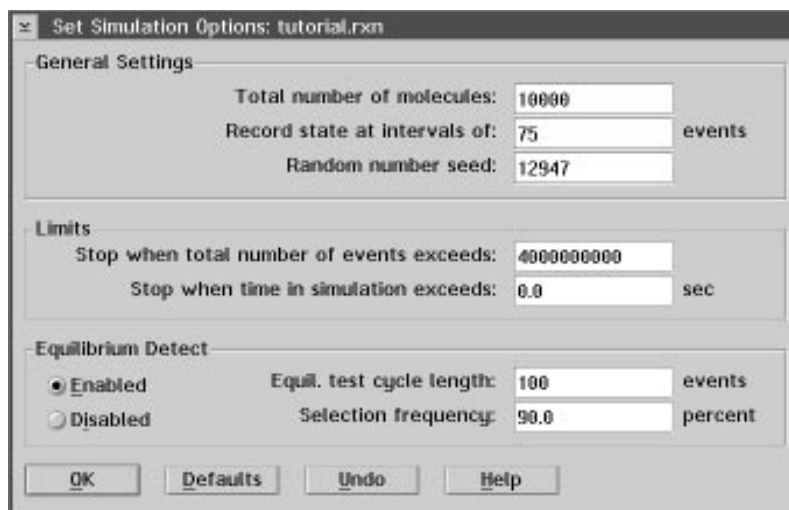 Set Simulation Options: tutorial.rxn
General Settings
Total number of molecules: 10000
Record state at intervals of: 75 events
Random number seed: 12947
Limits
Stop when total number of events exceeds: 4000000000
Stop when time in simulation exceeds: 0.0 sec
Equilibrium Detect
Enabled Equil. test cycle length: 100 events
Disabled Selection frequency: 90.0 percent
OK Defaults Undo Help